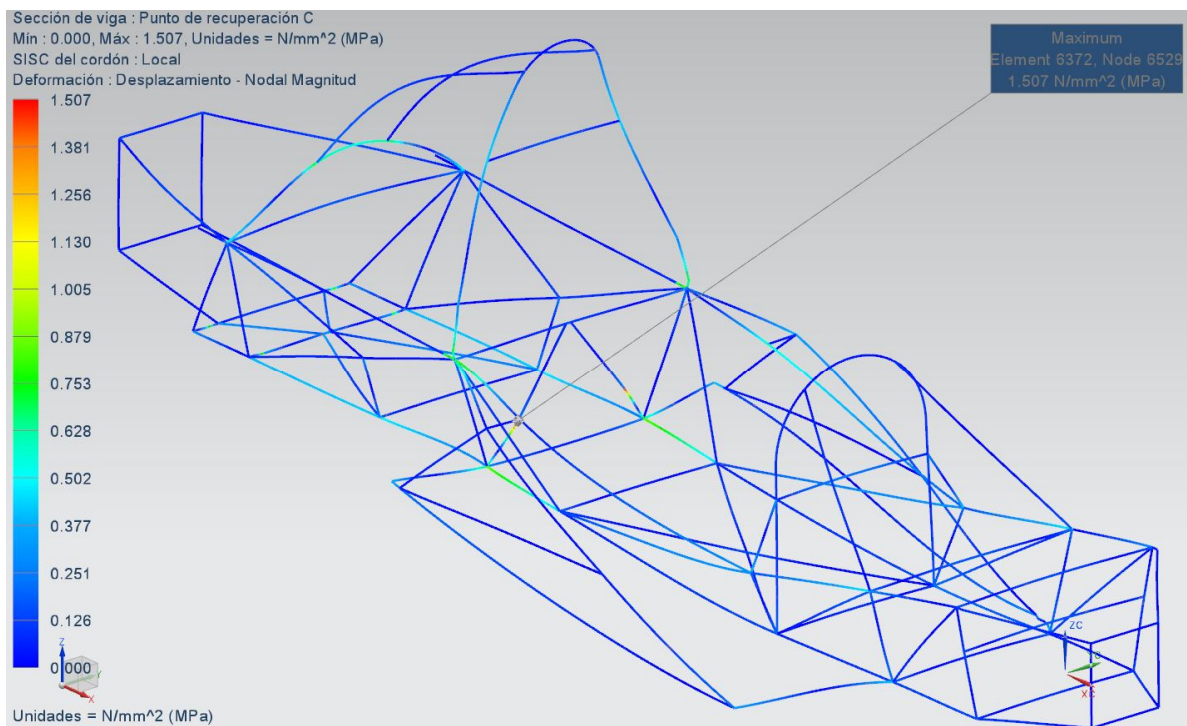 Sección de viga : Punto de recuperación C
Mín : 0.000, Máx : 1.507, Unidades = N/mm^2 (MPa)
SISC del cordón : Local
Deformación : Desplazamiento - Nodal Magnitud
Maximum
Element 6372, Node 6529
1.507 N/mm^2 (MPa)
1.507
1.381
1.256
1.130
1.005
0.879
0.753
0.628
0.502
0.377
0.251
0.126
0.000
Z
Y
X
ZC
XC
Unidades = N/mm^2 (MPa)